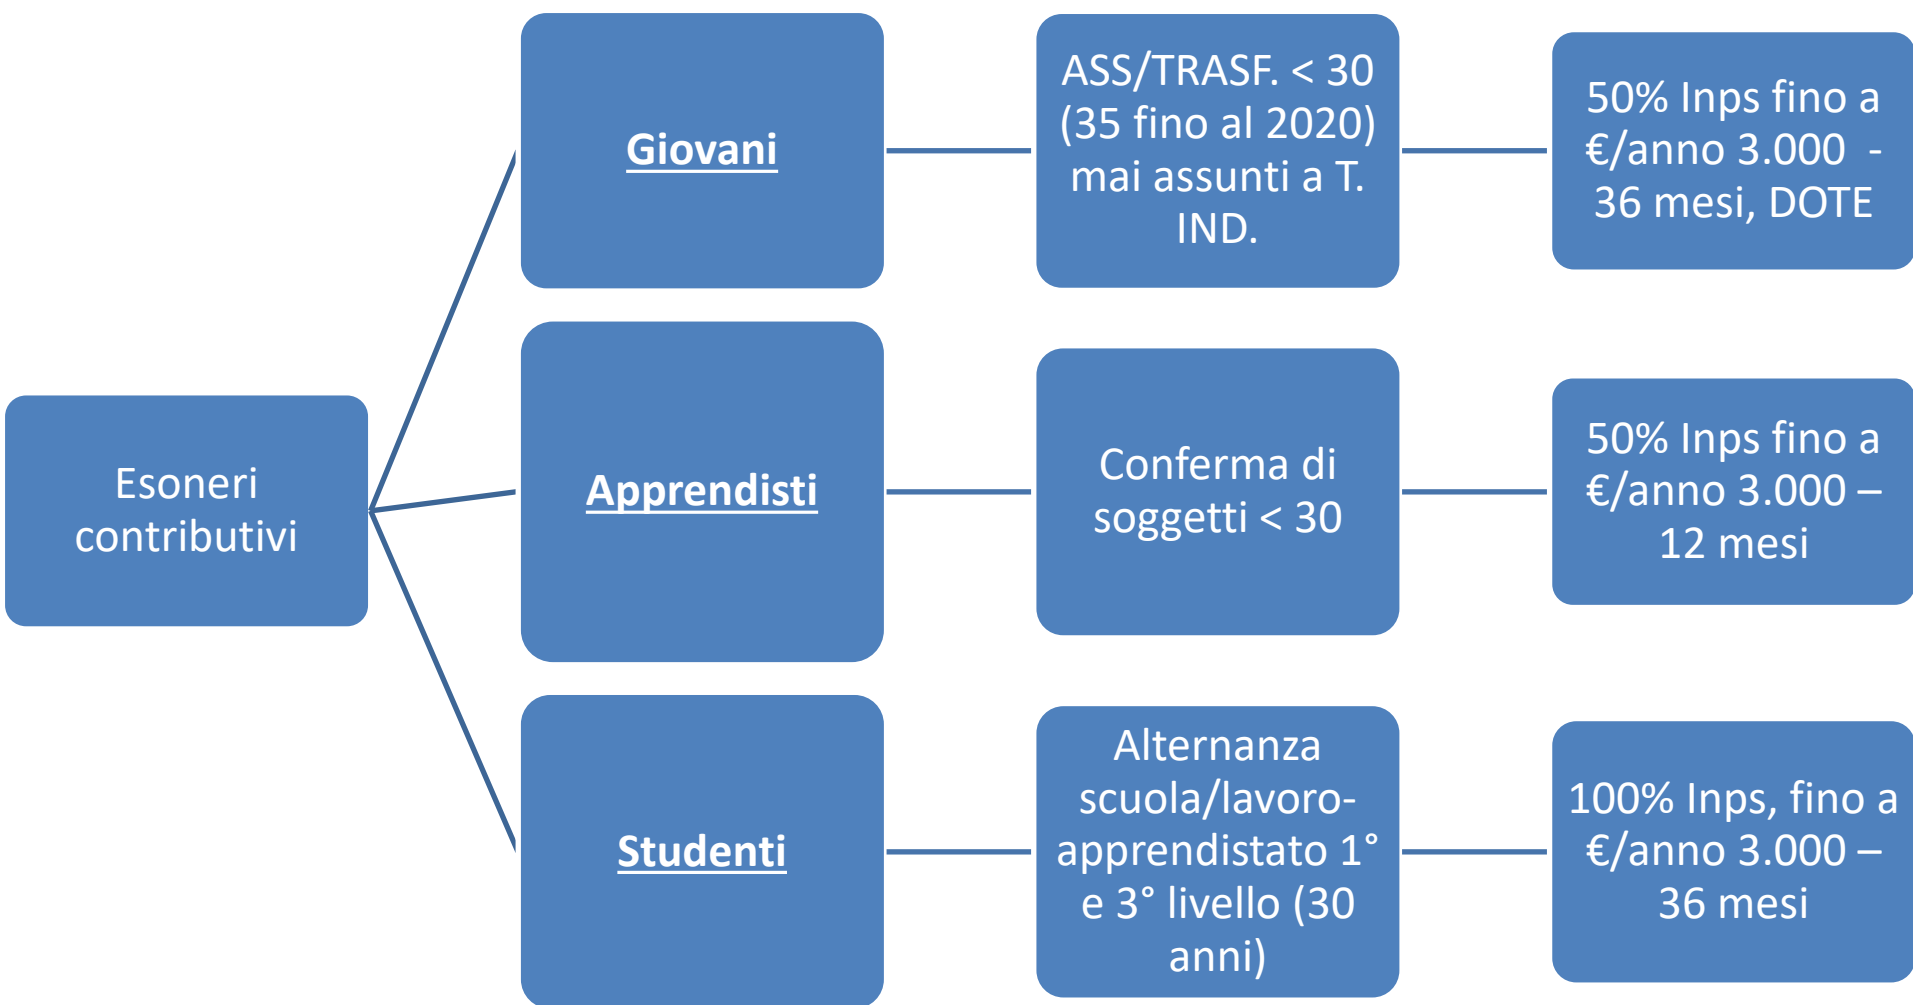 Esoneri
contributivi
Giovani
ASS/TRASF. < 30
(35 fino al 2020)
mai assunti a T.
IND.
50% Inps fino a
€/anno 3.000 -
36 mesi, DOTE
Apprendisti
Conferma di
soggetti < 30
50% Inps fino a
€/anno 3.000 –
12 mesi
Studenti
Alternanza
scuola/lavoro-
apprendistato 1°
e 3° livello (30
anni)
100% Inps, fino a
€/anno 3.000 –
36 mesi